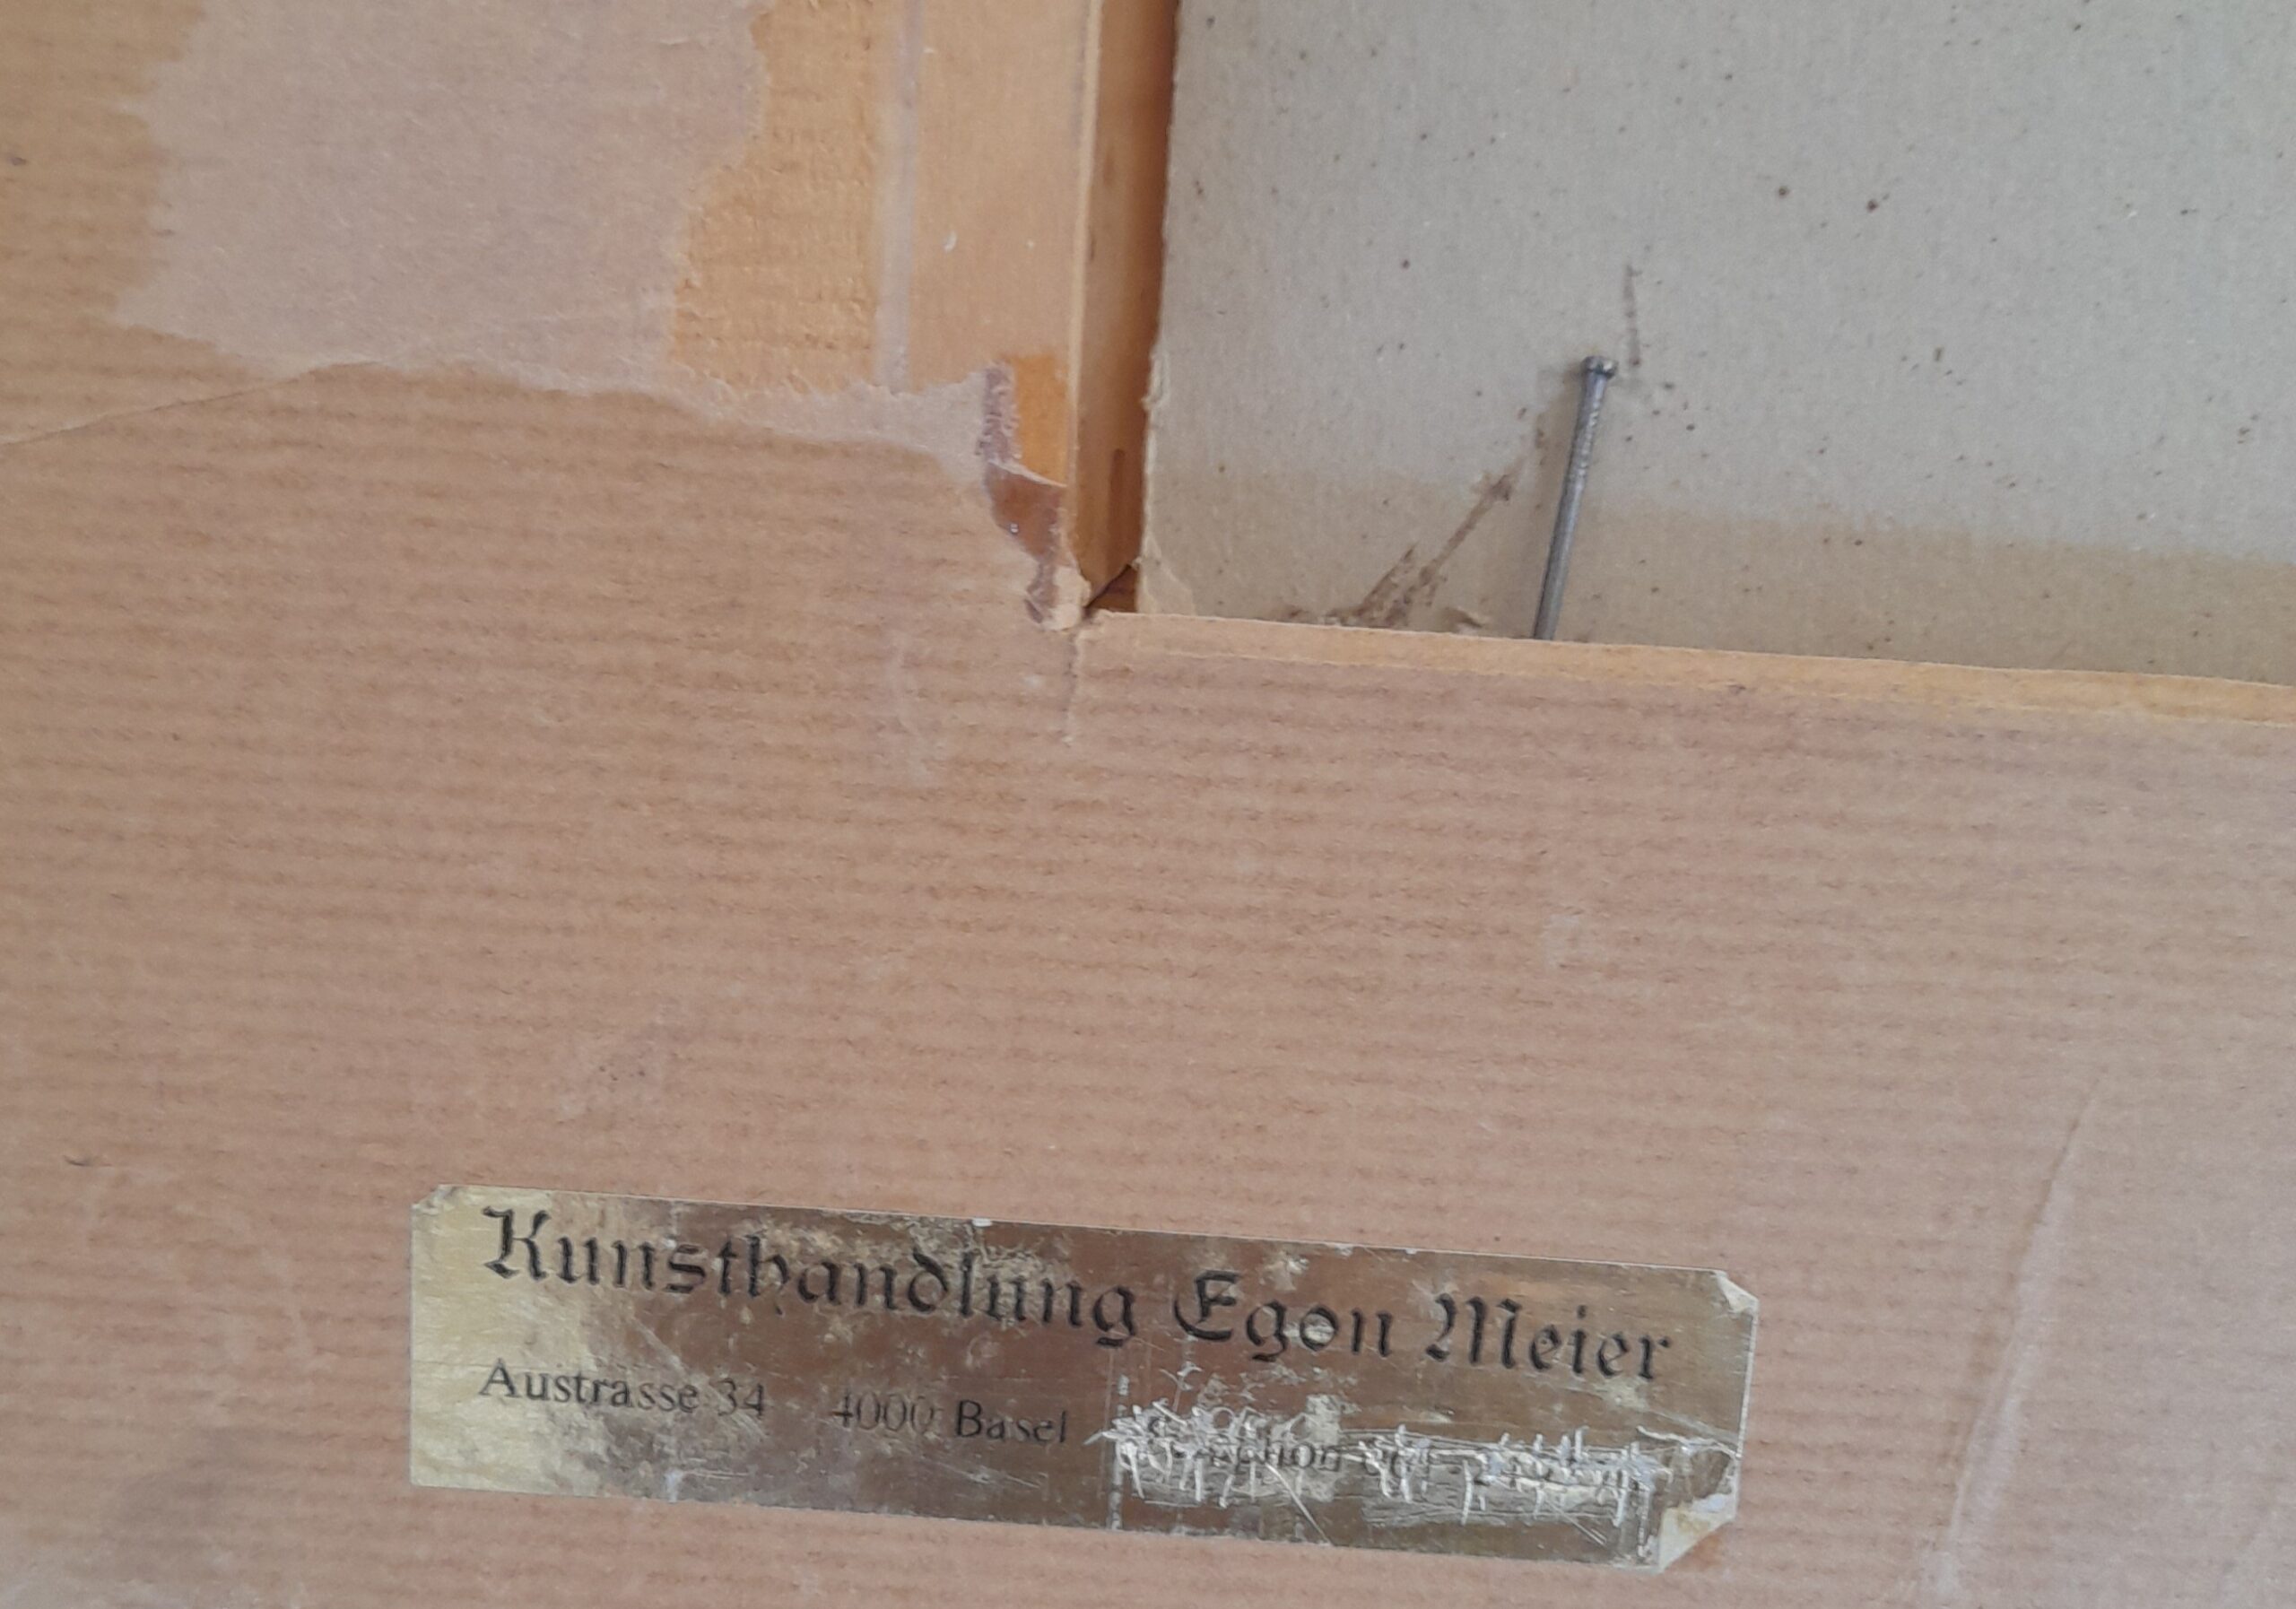 Kunsthandlung Egon Meier
Austrasse 34 4000 Basel